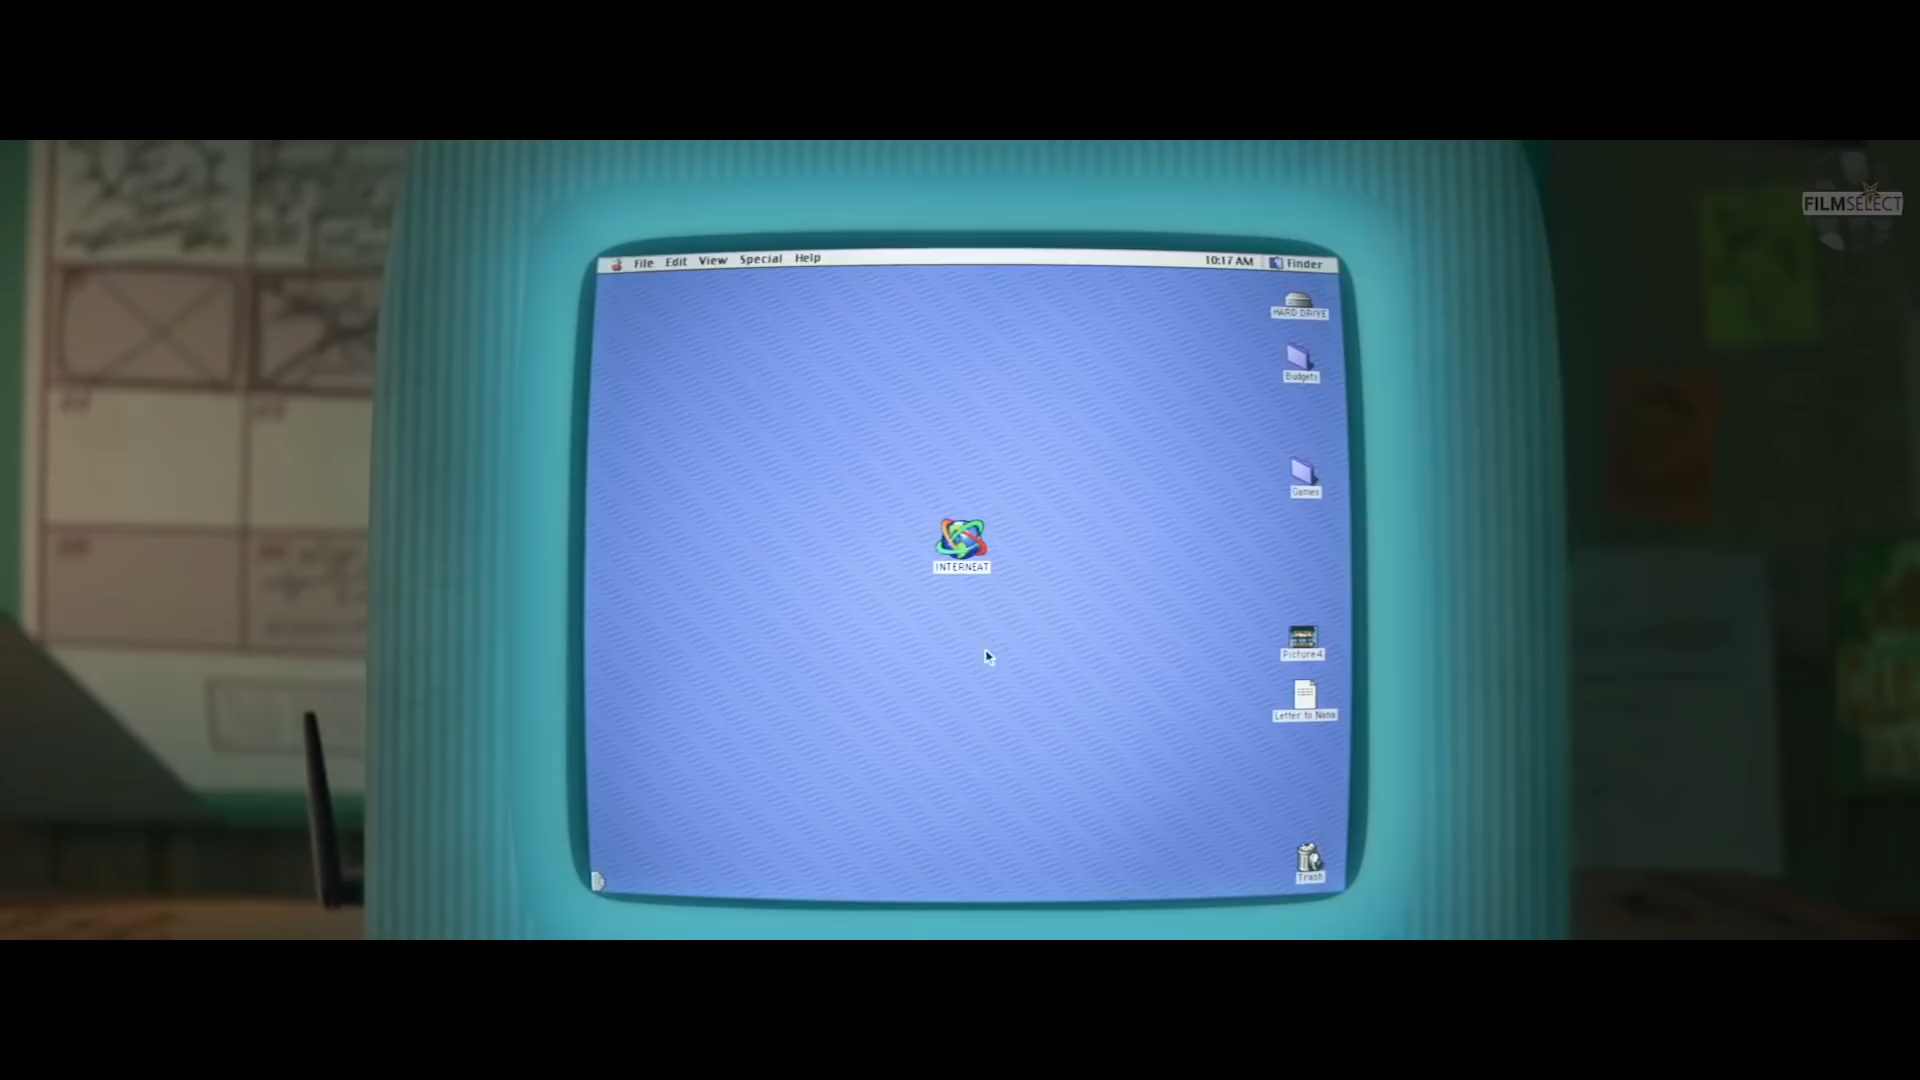 File Edit View Special Help
10:17 AM Finder
HARD DRIVE
Budgets
Games
INTERNEAT
Picture4
Letter to Nana
Trash
FILMSELECT